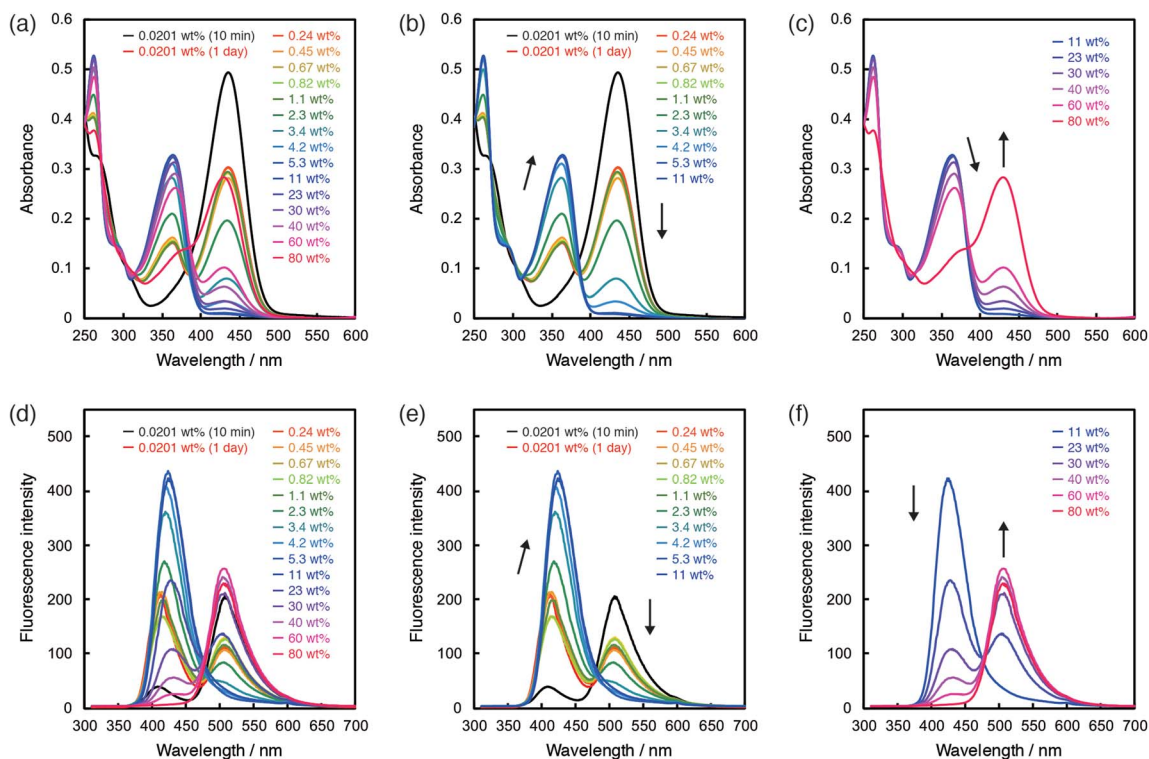 (a)
0.6
0.5
0.4
0.3
0.2
0.1
0
Absorbance
0.0201 wt% (10 min)
0.0201 wt% (1 day)
0.24 wt%
0.45 wt%
0.67 wt%
0.82 wt%
1.1 wt%
2.3 wt%
3.4 wt%
4.2 wt%
5.3 wt%
11 wt%
23 wt%
30 wt%
40 wt%
60 wt%
80 wt%
250 300 350 400 450 500 550 600
Wavelength / nm
(b)
0.6
0.5
0.4
0.3
0.2
0.1
0
Absorbance
0.0201 wt% (10 min)
0.0201 wt% (1 day)
0.24 wt%
0.45 wt%
0.67 wt%
0.82 wt%
1.1 wt%
2.3 wt%
3.4 wt%
4.2 wt%
5.3 wt%
11 wt%
250 300 350 400 450 500 550 600
Wavelength / nm
(c)
0.6
0.5
0.4
0.3
0.2
0.1
0
Absorbance
11 wt%
23 wt%
30 wt%
40 wt%
60 wt%
80 wt%
250 300 350 400 450 500 550 600
Wavelength / nm
(d)
500
400
300
200
100
0
Fluorescence intensity
0.0201 wt% (10 min)
0.0201 wt% (1 day)
0.24 wt%
0.45 wt%
0.67 wt%
0.82 wt%
1.1 wt%
2.3 wt%
3.4 wt%
4.2 wt%
5.3 wt%
11 wt%
23 wt%
30 wt%
40 wt%
60 wt%
80 wt%
300 350 400 450 500 550 600 650 700
Wavelength / nm
(e)
500
400
300
200
100
0
Fluorescence intensity
0.0201 wt% (10 min)
0.0201 wt% (1 day)
0.24 wt%
0.45 wt%
0.67 wt%
0.82 wt%
1.1 wt%
2.3 wt%
3.4 wt%
4.2 wt%
5.3 wt%
11 wt%
300 350 400 450 500 550 600 650 700
Wavelength / nm
(f)
500
400
300
200
100
0
Fluorescence intensity
11 wt%
23 wt%
30 wt%
40 wt%
60 wt%
80 wt%
300 350 400 450 500 550 600 650 700
Wavelength / nm